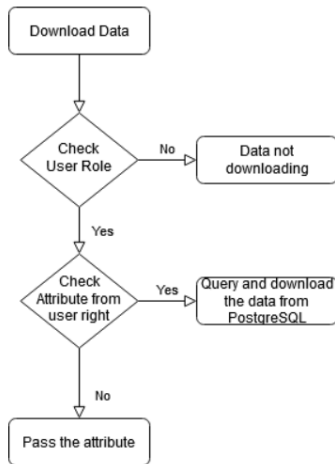 Download Data
Check
User Role
No
Data not
downloading
Yes
Check
Attribute from
user right
Yes
Query and download
the data from
PostgreSQL
No
Pass the attribute